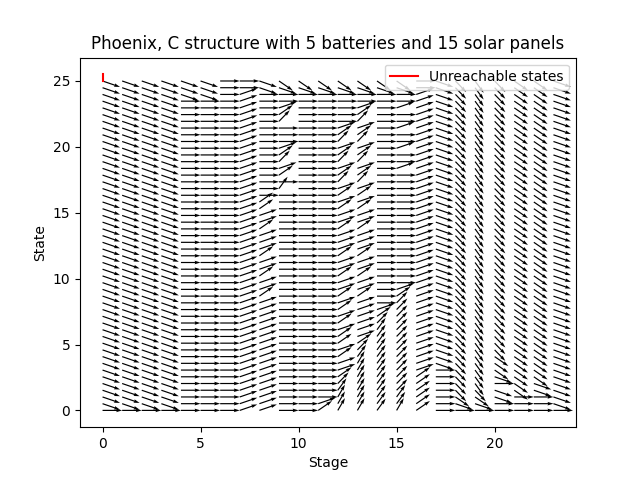 Phoenix, C structure with 5 batteries and 15 solar panels
Unreachable states
25
20
15
10
5
0
State
0 5 10 15 20
Stage